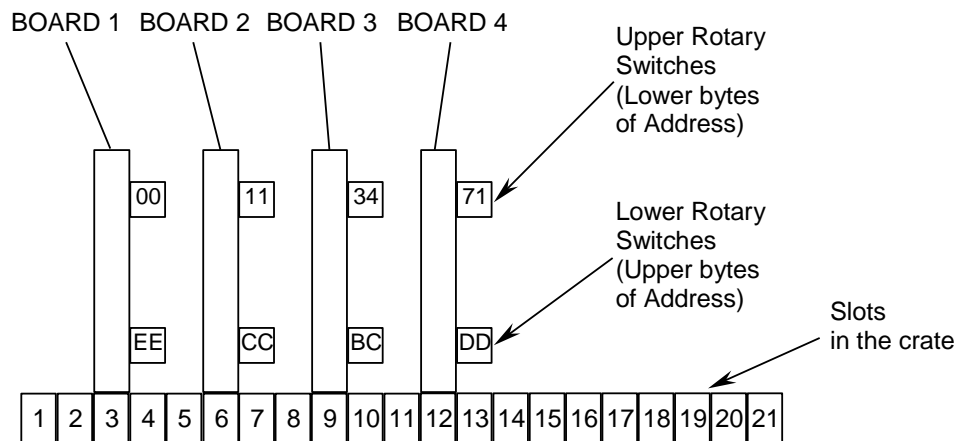 BOARD 1 BOARD 2 BOARD 3 BOARD 4
Upper Rotary
Switches
(Lower bytes
of Address)
00 11 34 71
Lower Rotary
Switches
(Upper bytes
of Address)
EE CC BC DD
Slots
in the crate
1 2 3 4 5 6 7 8 9 10 11 12 13 14 15 16 17 18 19 20 21